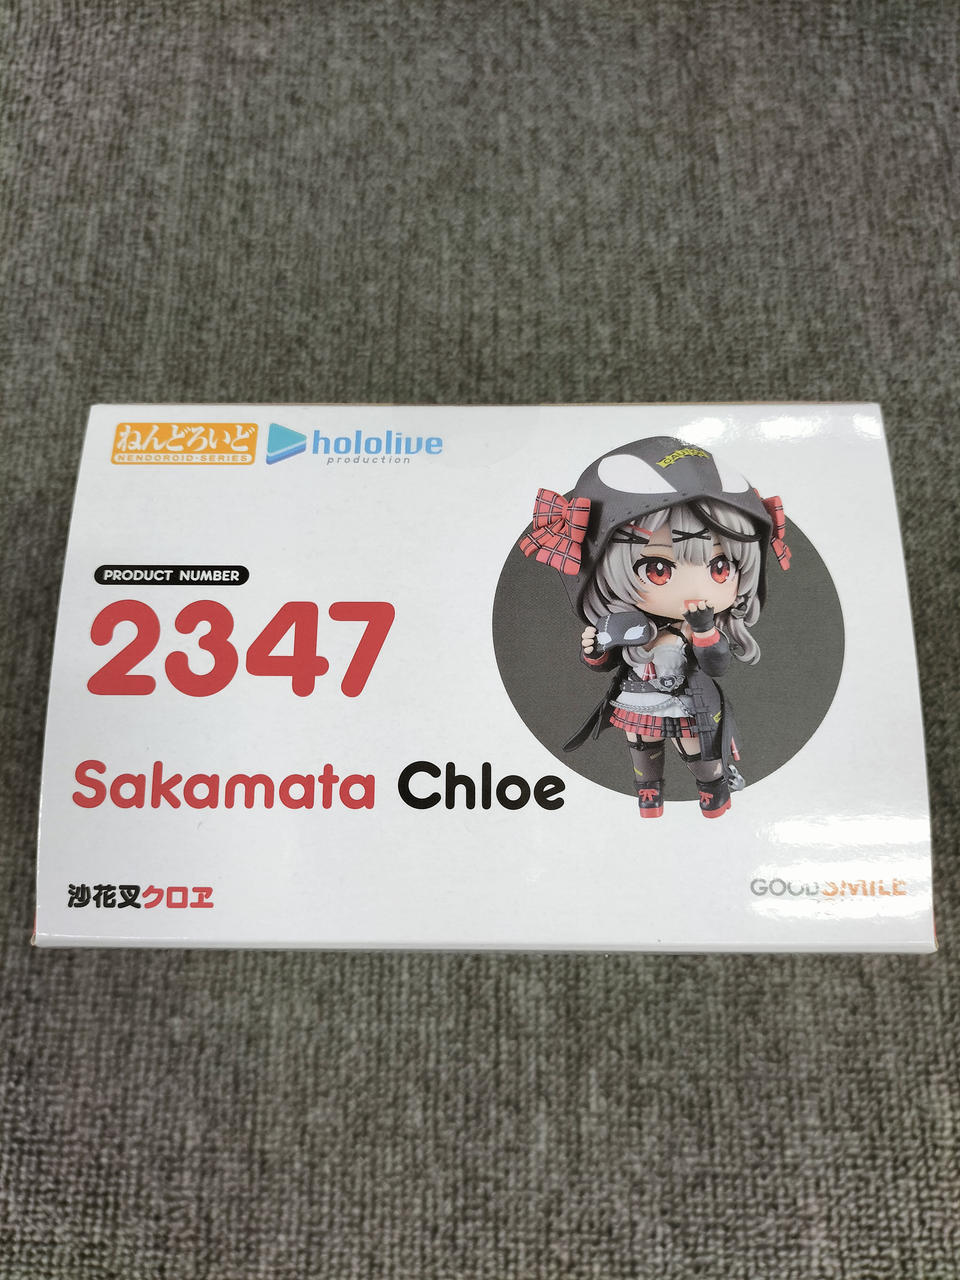 ねんどろいど
NENDOROID·SERIES
hololive
production
PRODUCT NUMBER
2347
Sakamata Chloe
沙花叉クロヱ
GOOD SMILE